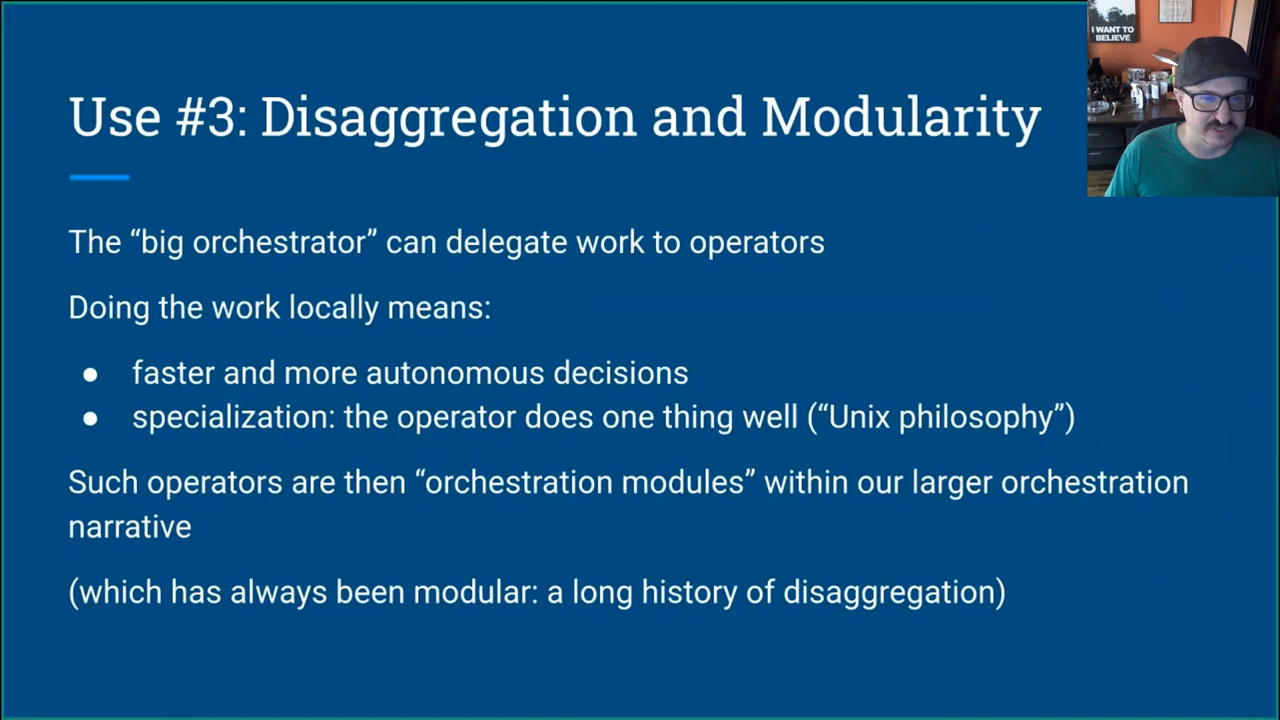 Use #3: Disaggregation and Modularity
I WANT TO
BELIEVE
The “big orchestrator” can delegate work to operators
Doing the work locally means:
● faster and more autonomous decisions
● specialization: the operator does one thing well (“Unix philosophy”)
Such operators are then “orchestration modules” within our larger orchestration
narrative
(which has always been modular: a long history of disaggregation)